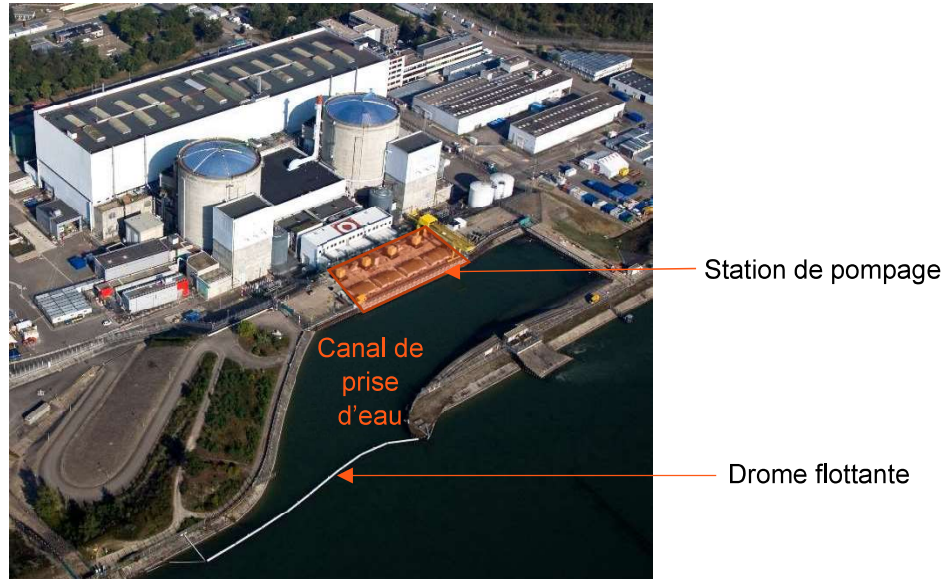 Station de pompage
Canal de
prise
d'eau
Drome flottante